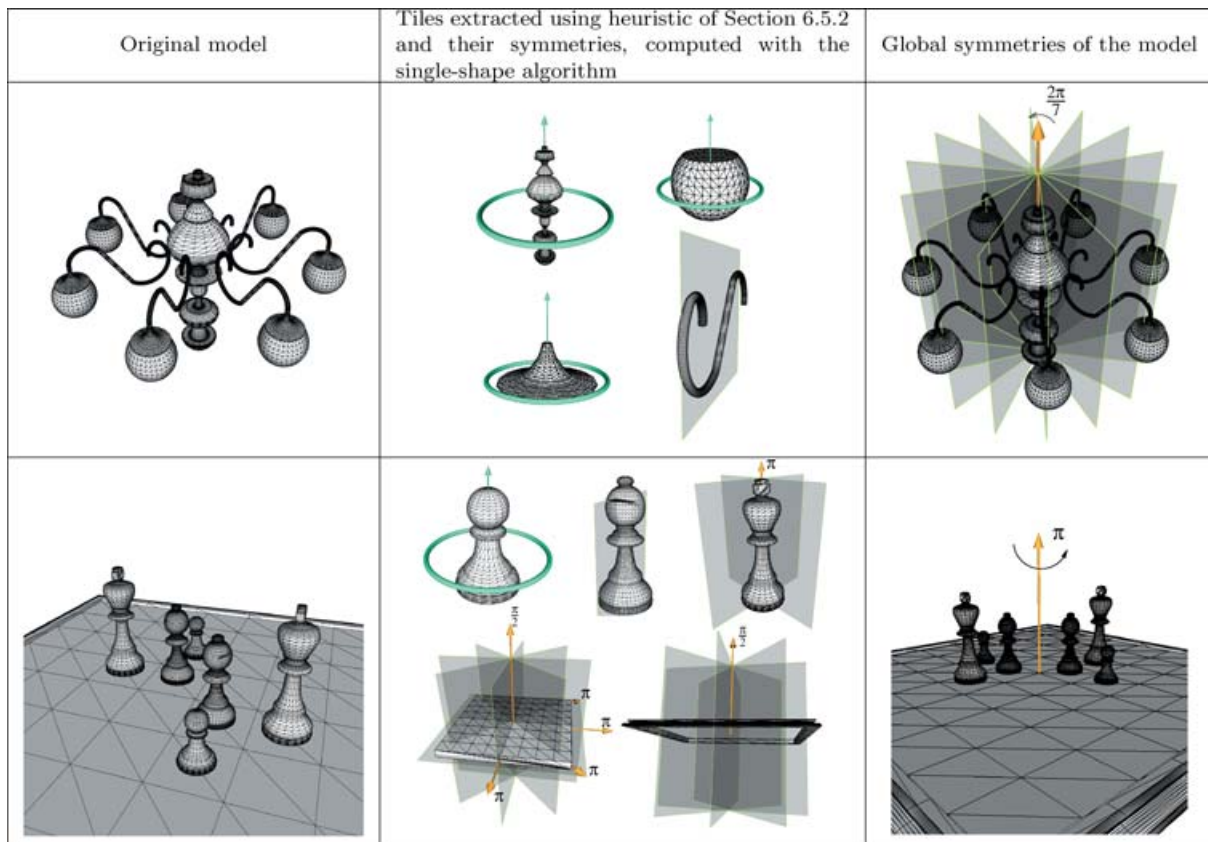 Original model
Tiles extracted using heuristic of Section 6.5.2
and their symmetries, computed with the
single-shape algorithm
Global symmetries of the model
2π/7
π
π/2
π
π
π
π
π/2
π